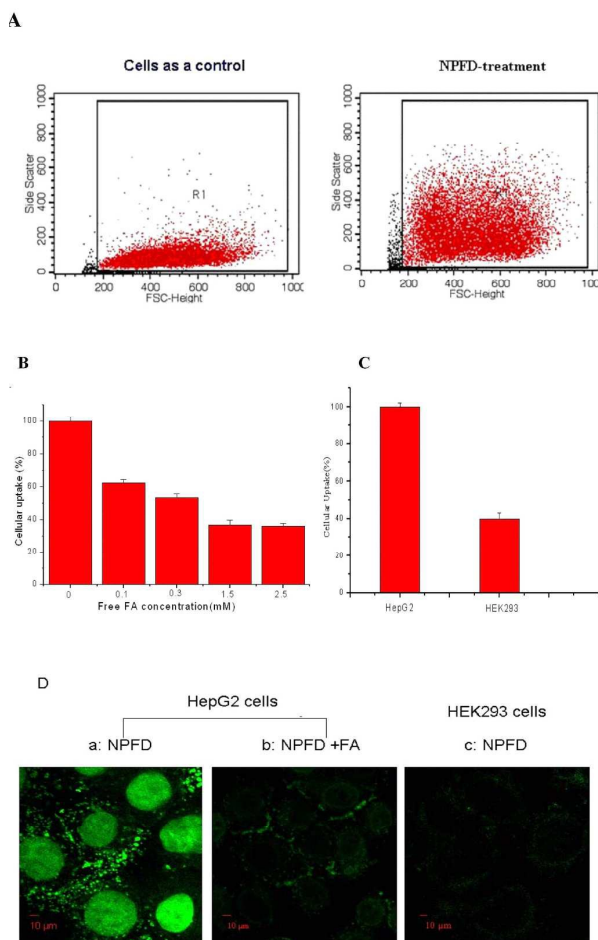 A
Cells as a control
NPFD-treatment
1000
800
600
400
200
0
Side Scatter
R1
0 200 400 600 800 1000
FSC-Height
1000
800
600
400
200
0
Side Scatter
0 200 400 600 800 1000
FSC-Height
B
100
80
60
40
20
0
Cellular uptake (%)
0 0.1 0.3 1.5 2.5
Free FA concentration(mM)
C
100
80
60
40
20
0
Cellular Uptake(%)
HepG2 HEK293
D
HepG2 cells
HEK293 cells
a: NPFD
b: NPFD +FA
c: NPFD
10 µm
10 µm
10 µm